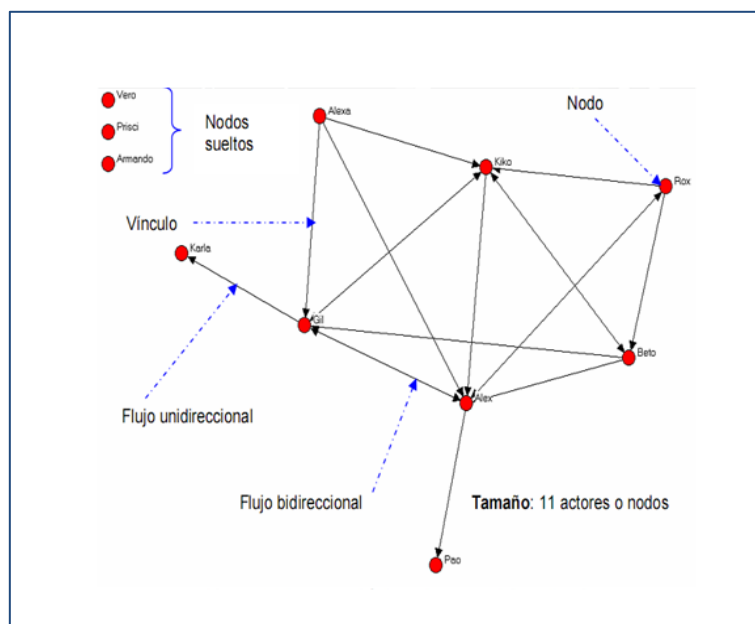 Vero
Prisci
Armando
Nodos
sueltos
Alexa
Nodo
Kiko
Rox
Vínculo
Karla
Gil
Beto
Alex
Flujo unidireccional
Flujo bidireccional
Tamaño: 11 actores o nodos
Pao